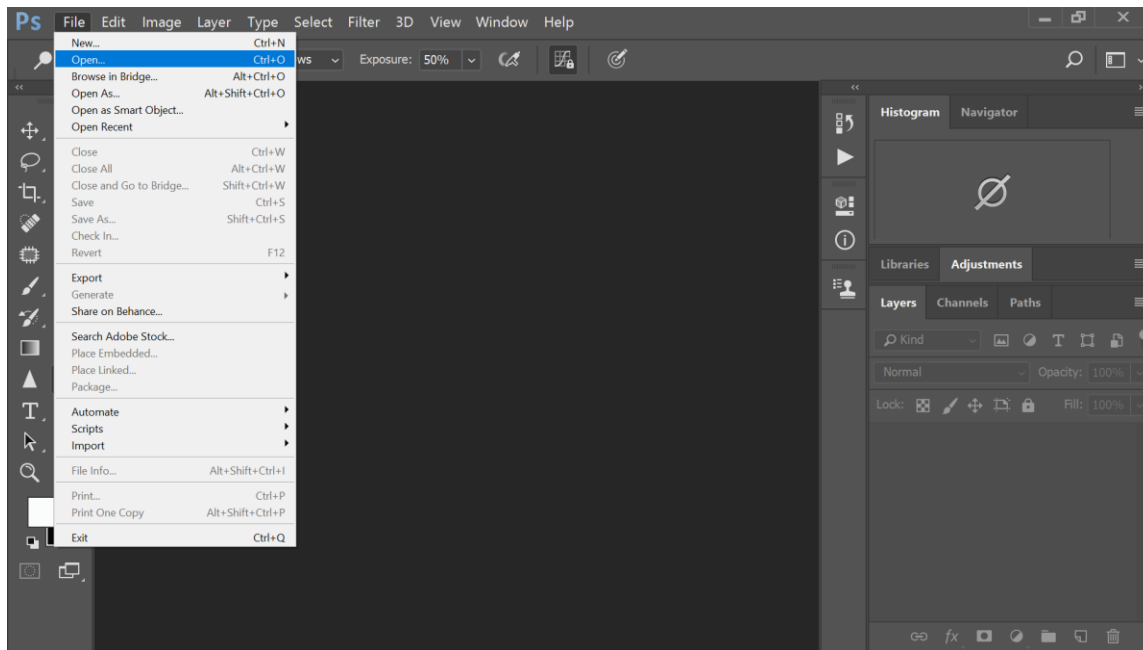 Ps File Edit Image Layer Type Select Filter 3D View Window Help
ws Exposure: 50%
New... Ctrl+N
Open... Ctrl+O
Browse in Bridge... Alt+Ctrl+O
Open As... Alt+Shift+Ctrl+O
Open as Smart Object...
Open Recent
Close Ctrl+W
Close All Alt+Ctrl+W
Close and Go to Bridge... Shift+Ctrl+W
Save Ctrl+S
Save As... Shift+Ctrl+S
Check In...
Revert F12
Export
Generate
Share on Behance...
Search Adobe Stock...
Place Embedded...
Place Linked...
Package...
Automate
Scripts
Import
File Info... Alt+Shift+Ctrl+I
Print... Ctrl+P
Print One Copy Alt+Shift+Ctrl+P
Exit Ctrl+Q
Histogram Navigator
Libraries Adjustments
Layers Channels Paths
Kind
Normal Opacity: 100%
Lock: Fill: 100%
fx